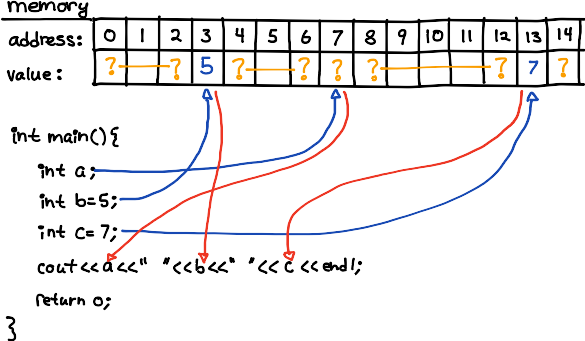 memory
address: 0 1 2 3 4 5 6 7 8 9 10 11 12 13 14
value: ? ? 5 ? ? ? ? ? 7 ?
int main(){
int a;
int b=5;
int c=7;
cout<<a<<" "<<b<<" "<<c<<endl;
return 0;
}